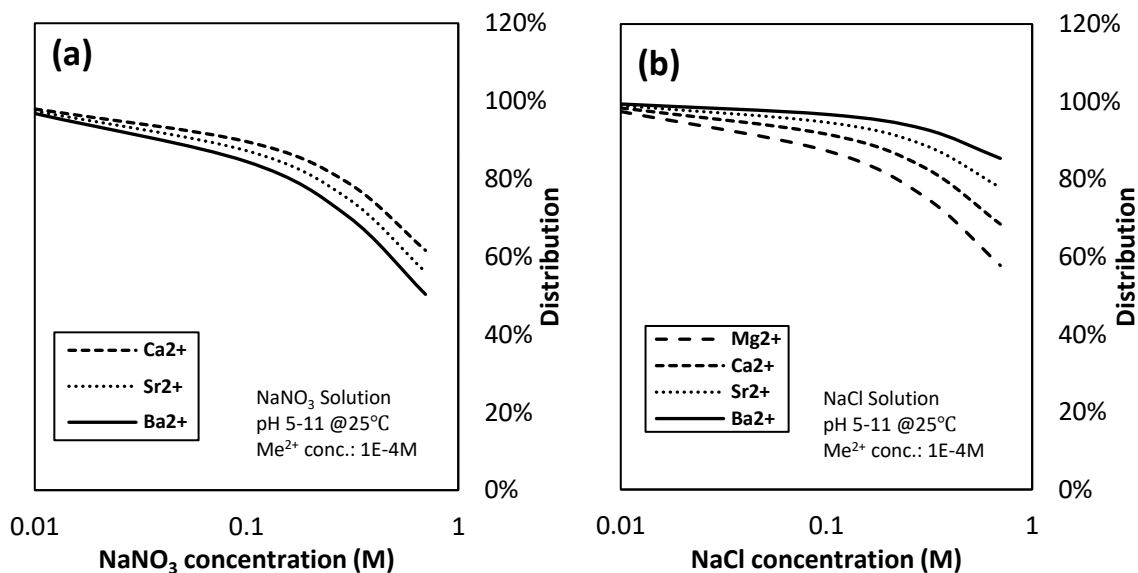 (a)
120%
100%
80%
60%
40%
20%
0%
Distribution
Ca2+
Sr2+
Ba2+
NaNO₃ Solution
pH 5-11 @25℃
Me²⁺ conc.: 1E-4M
0.01
0.1
1
NaNO₃ concentration (M)
(b)
120%
100%
80%
60%
40%
20%
0%
Distribution
Mg2+
Ca2+
Sr2+
Ba2+
NaCl Solution
pH 5-11 @25℃
Me²⁺ conc.: 1E-4M
0.01
0.1
1
NaCl concentration (M)